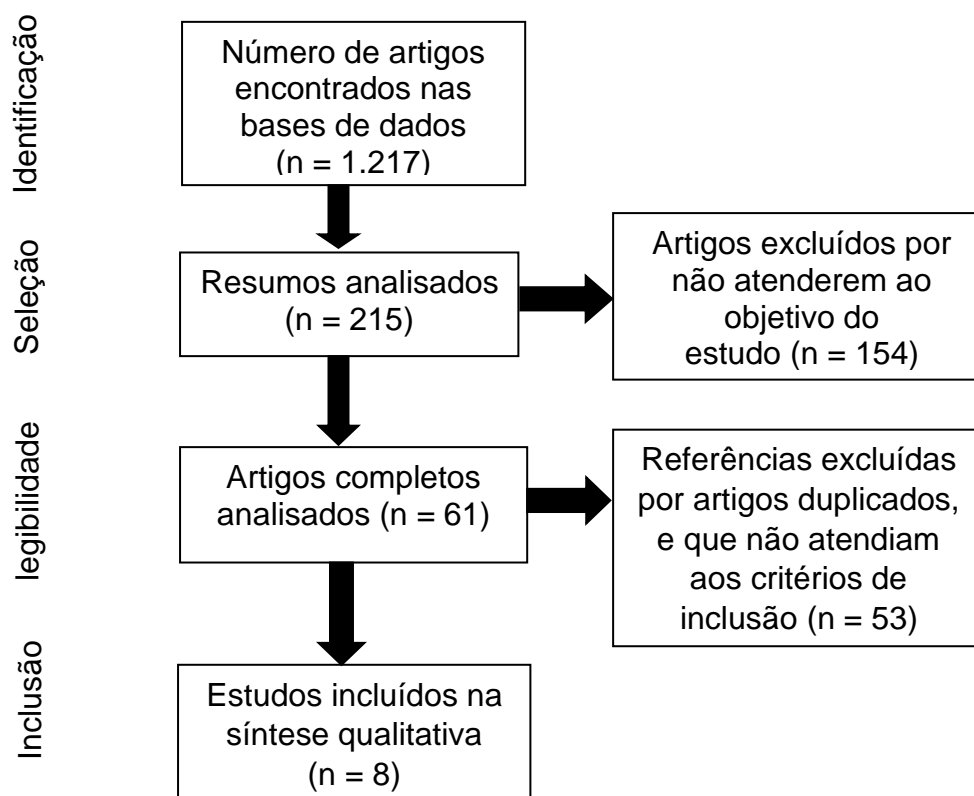 Identificação
Número de artigos
encontrados nas
bases de dados
(n = 1.217)
Seleção
Resumos analisados
(n = 215)
Artigos excluídos por
não atenderem ao
objetivo do
estudo (n = 154)
legibilidade
Artigos completos
analisados (n = 61)
Referências excluídas
por artigos duplicados,
e que não atendiam
aos critérios de
inclusão (n = 53)
Inclusão
Estudos incluídos na
síntese qualitativa
(n = 8)